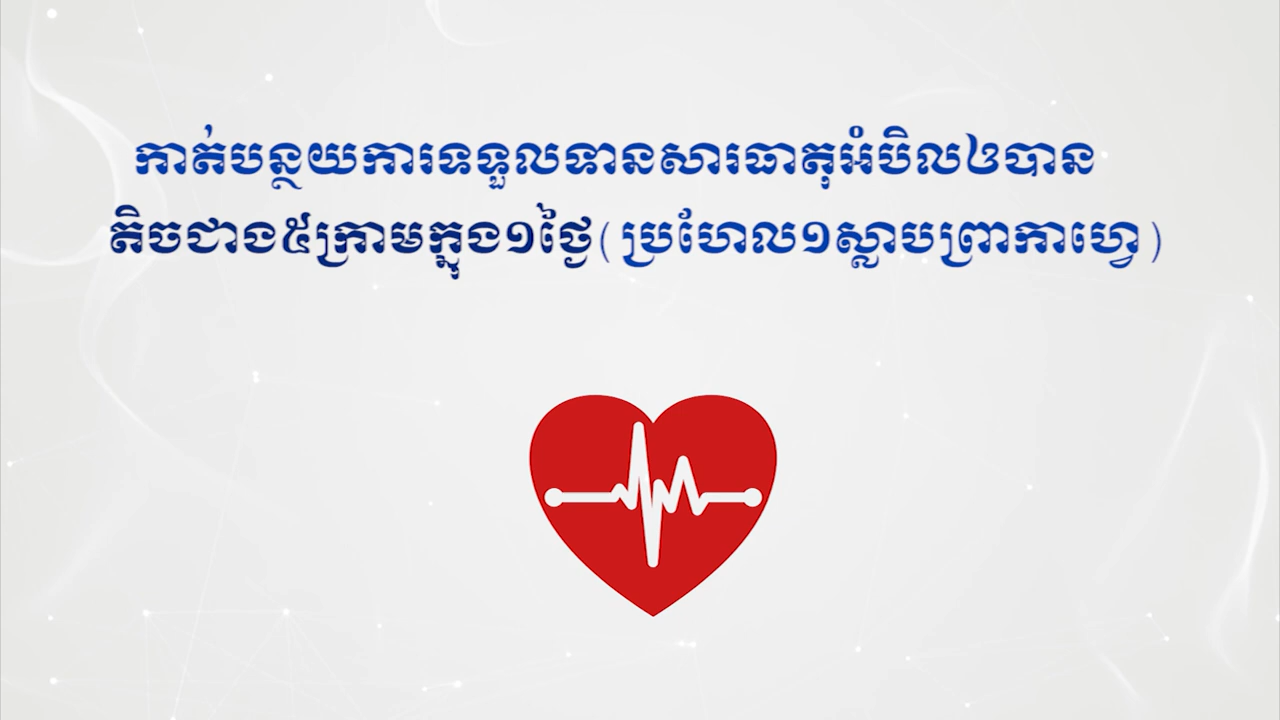 កាត់បន្ថយការទទួលទានសារធាតុអំបិលឲបាន
តិចជាង៥ក្រាមក្នុង១ថ្ងៃ(ប្រហែល១ស្លាបព្រាកាហ្វេ)